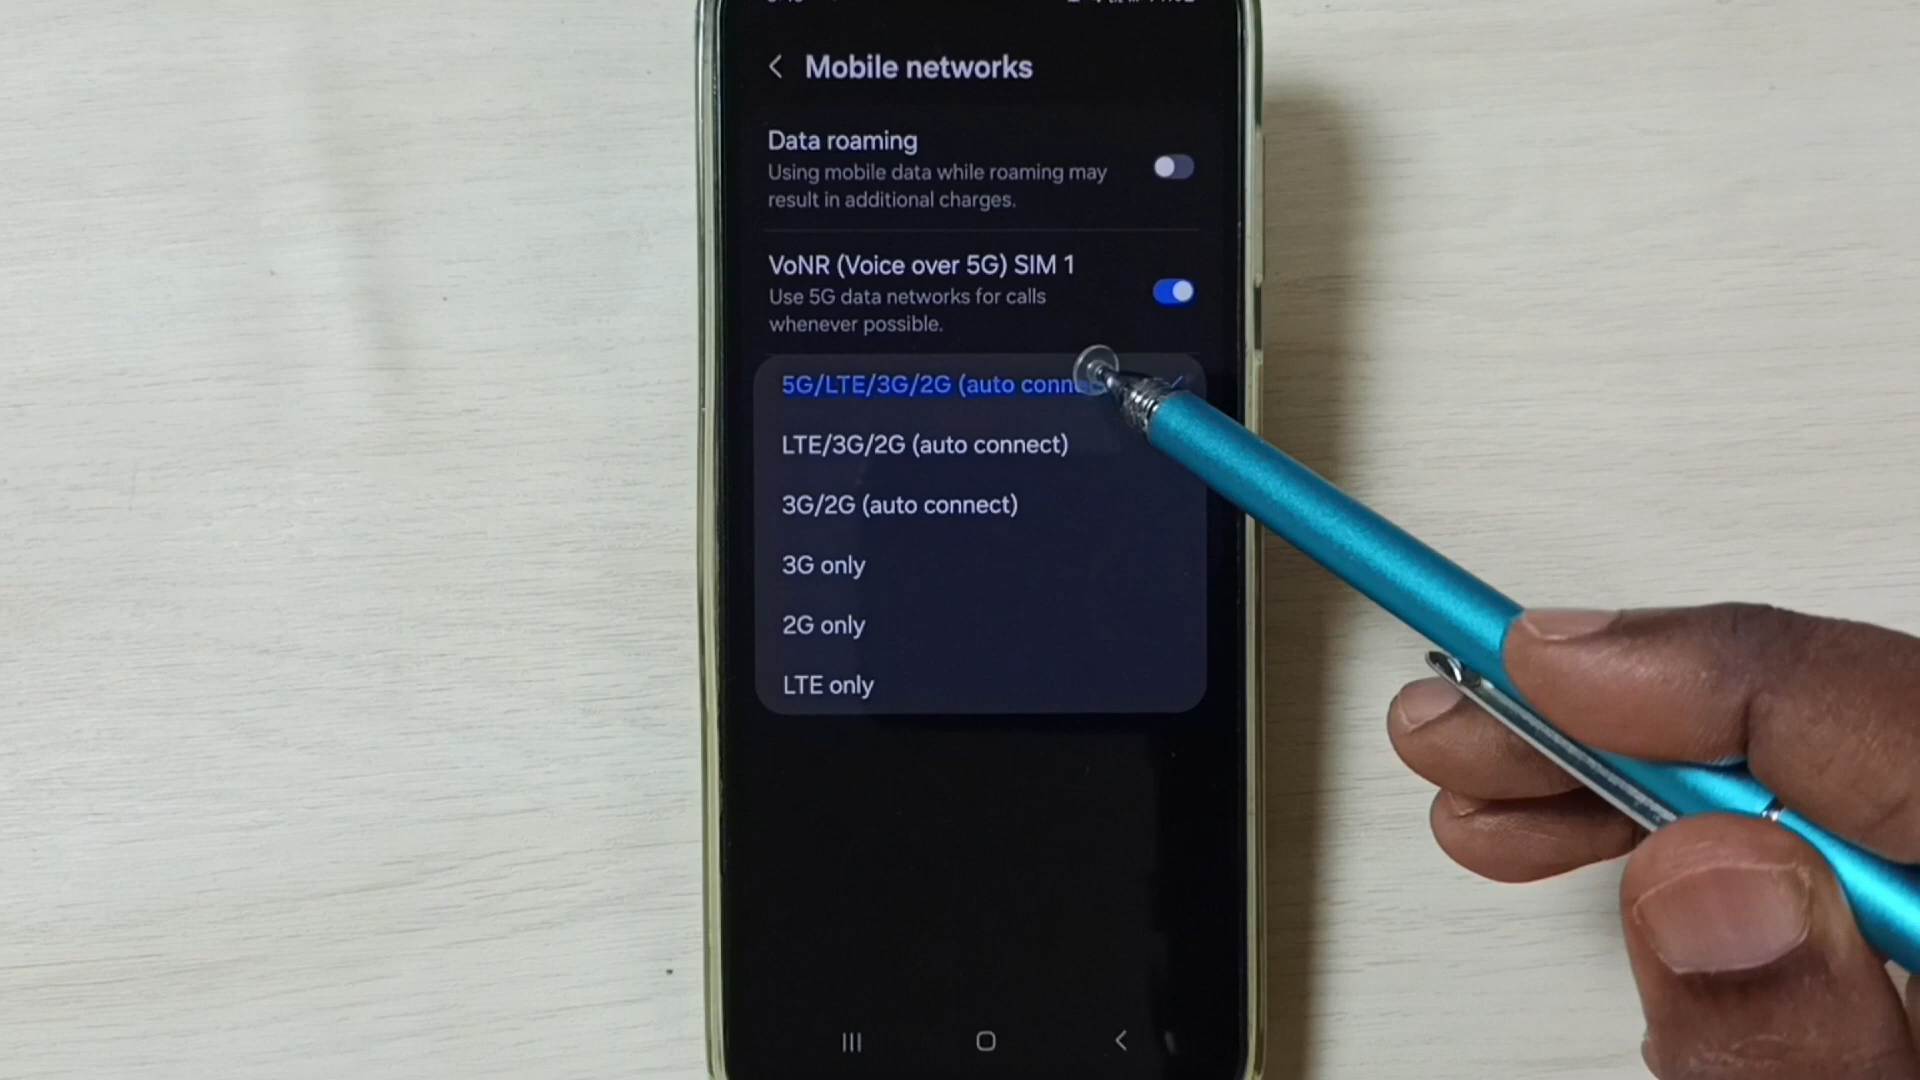 Mobile networks
Data roaming
Using mobile data while roaming may
result in additional charges.
VoNR (Voice over 5G) SIM 1
Use 5G data networks for calls
whenever possible.
5G/LTE/3G/2G (auto
LTE/3G/2G (auto connect)
3G/2G (auto connect)
3G only
2G only
LTE only